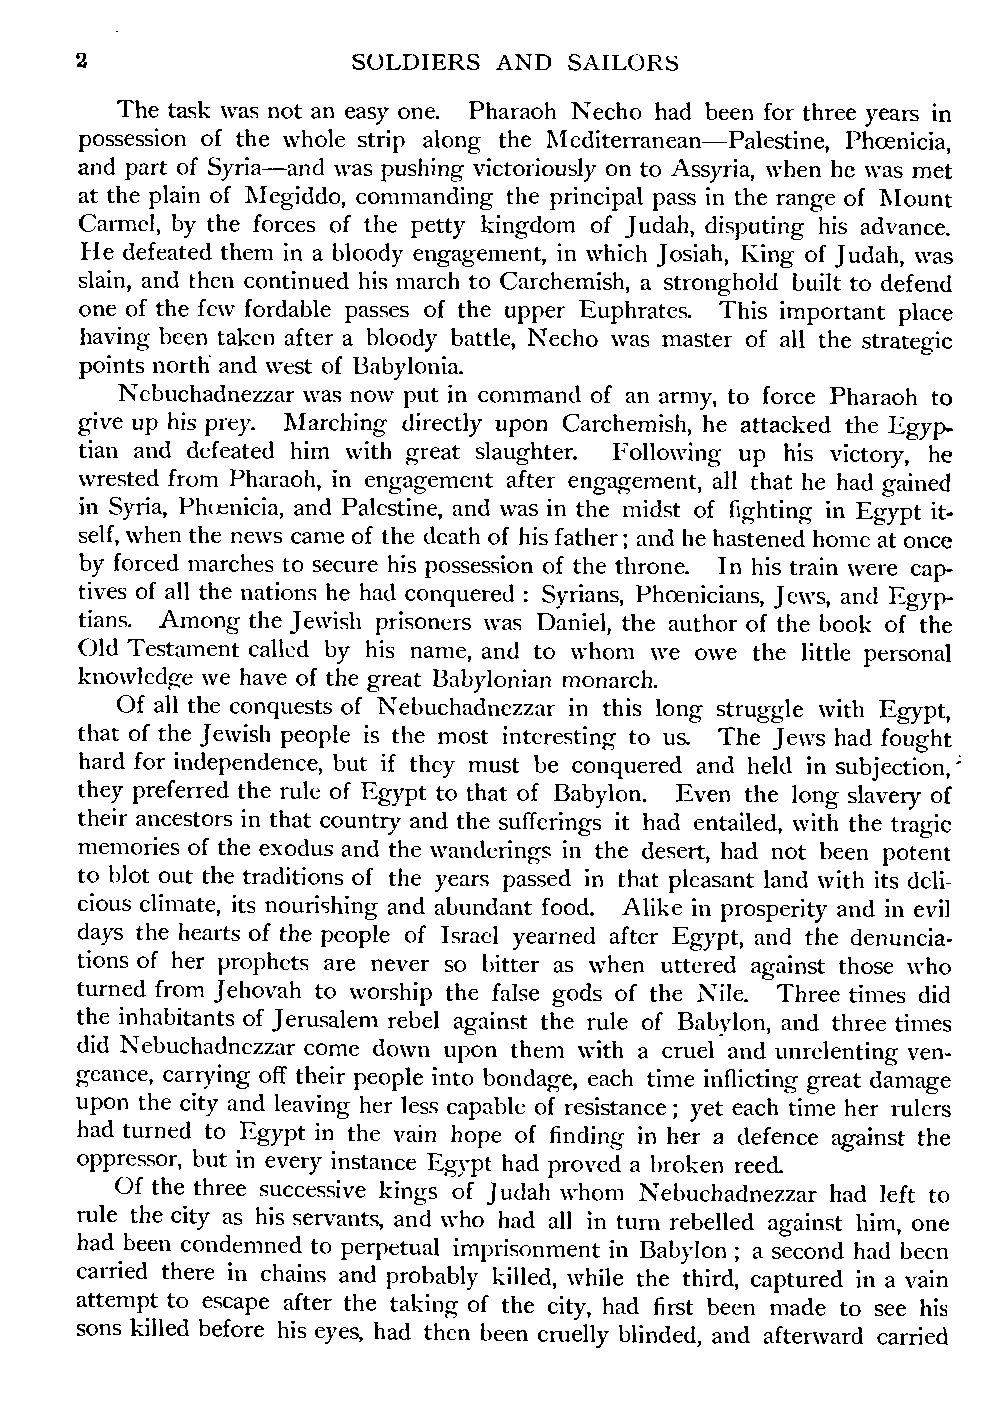 2 SOLDIERS AND SAILORS
The task was not an easy one. Pharaoh Necho had been for three years in
possession of the whole strip along the Mediterranean—Palestine, Phœnicia,
and part of Syria—and was pushing victoriously on to Assyria, when he was met
at the plain of Megiddo, commanding the principal pass in the range of Mount
Carmel, by the forces of the petty kingdom of Judah, disputing his advance.
He defeated them in a bloody engagement, in which Josiah, King of Judah, was
slain, and then continued his march to Carchemish, a stronghold built to defend
one of the few fordable passes of the upper Euphrates. This important place
having been taken after a bloody battle, Necho was master of all the strategic
points north and west of Babylonia.
Nebuchadnezzar was now put in command of an army, to force Pharaoh to
give up his prey. Marching directly upon Carchemish, he attacked the Egyp-
tian and defeated him with great slaughter. Following up his victory, he
wrested from Pharaoh, in engagement after engagement, all that he had gained
in Syria, Phœnicia, and Palestine, and was in the midst of fighting in Egypt it-
self, when the news came of the death of his father; and he hastened home at once
by forced marches to secure his possession of the throne. In his train were cap-
tives of all the nations he had conquered : Syrians, Phœnicians, Jews, and Egyp-
tians. Among the Jewish prisoners was Daniel, the author of the book of the
Old Testament called by his name, and to whom we owe the little personal
knowledge we have of the great Babylonian monarch.
Of all the conquests of Nebuchadnezzar in this long struggle with Egypt,
that of the Jewish people is the most interesting to us. The Jews had fought
hard for independence, but if they must be conquered and held in subjection,
they preferred the rule of Egypt to that of Babylon. Even the long slavery of
their ancestors in that country and the sufferings it had entailed, with the tragic
memories of the exodus and the wanderings in the desert, had not been potent
to blot out the traditions of the years passed in that pleasant land with its deli-
cious climate, its nourishing and abundant food. Alike in prosperity and in evil
days the hearts of the people of Israel yearned after Egypt, and the denuncia-
tions of her prophets are never so bitter as when uttered against those who
turned from Jehovah to worship the false gods of the Nile. Three times did
the inhabitants of Jerusalem rebel against the rule of Babylon, and three times
did Nebuchadnezzar come down upon them with a cruel and unrelenting ven-
geance, carrying off their people into bondage, each time inflicting great damage
upon the city and leaving her less capable of resistance; yet each time her rulers
had turned to Egypt in the vain hope of finding in her a defence against the
oppressor, but in every instance Egypt had proved a broken reed.
Of the three successive kings of Judah whom Nebuchadnezzar had left to
rule the city as his servants, and who had all in turn rebelled against him, one
had been condemned to perpetual imprisonment in Babylon ; a second had been
carried there in chains and probably killed, while the third, captured in a vain
attempt to escape after the taking of the city, had first been made to see his
sons killed before his eyes, had then been cruelly blinded, and afterward carried